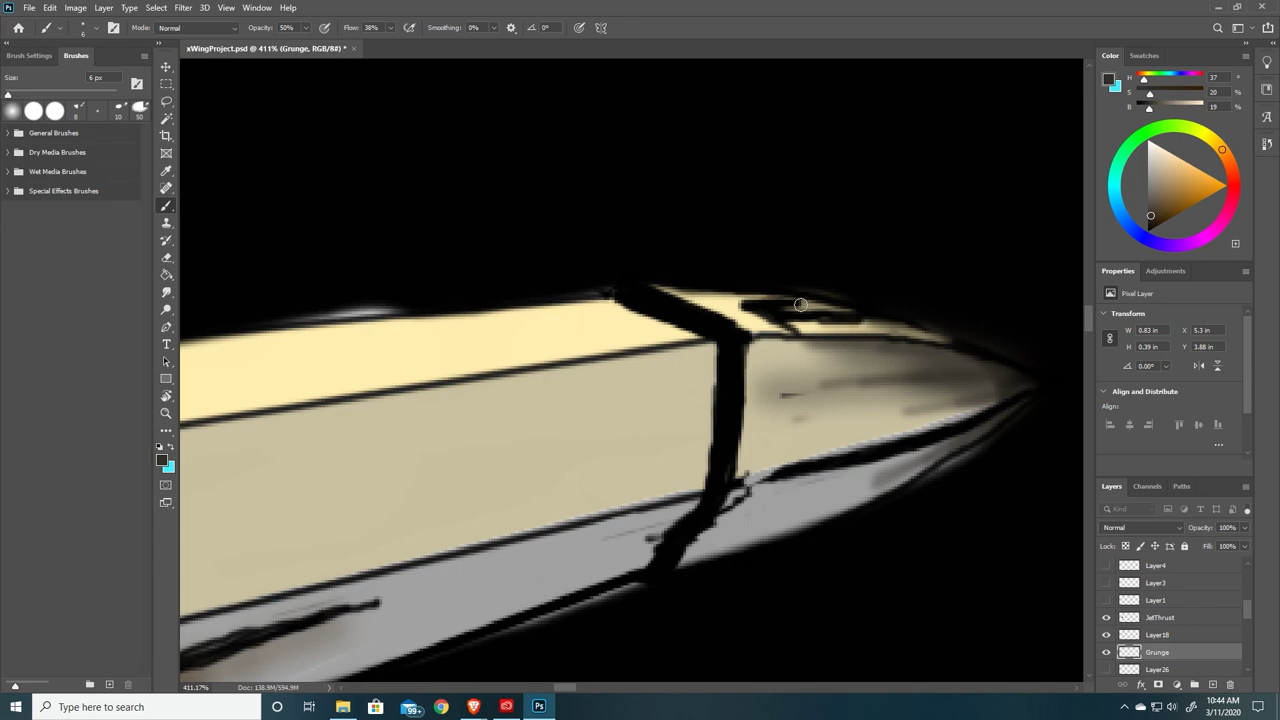 File Edit Image Layer Type Select Filter 3D View Window Help
6 Mode: Normal Opacity: 50% Flow: 38% Smoothing: 0% 0°
Brush Settings Brushes
xWingProject.psd @ 411% (Grunge, RGB/8#) * ×
Size: 6 px
8 10 50
General Brushes
Dry Media Brushes
Wet Media Brushes
Special Effects Brushes
Color Swatches
H 37 °
S 20 %
B 19 %
Properties Adjustments
Pixel Layer
Transform
W 0.83 in X 5.3 in
H 0.39 in Y 3.88 in
0.00°
Align and Distribute
Align:
Layers Channels Paths
Kind
Normal Opacity: 100%
Lock: Fill: 100%
Layer4
Layer3
Layer1
JetThrust
Layer18
Grunge
Layer26
411.17% Doc: 138.9M/594.9M
Type here to search
99+
Ps
10:44 AM
3/11/2020